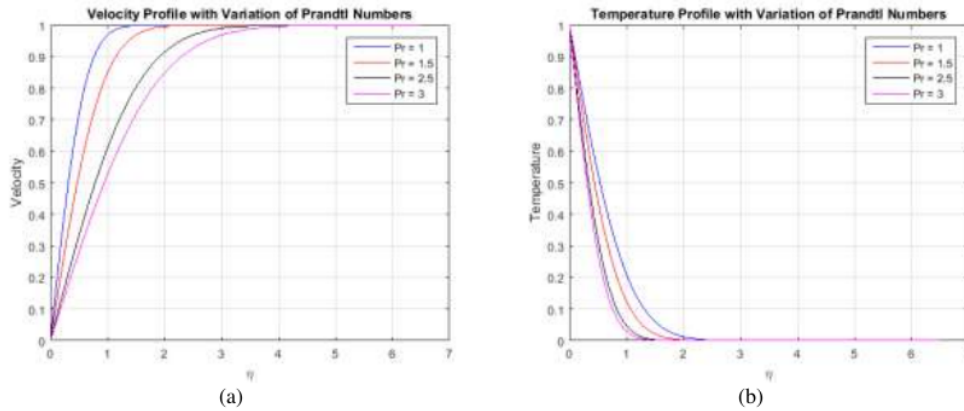 Velocity Profile with Variation of Prandtl Numbers
1
0.9
0.8
0.7
0.6
0.5
0.4
0.3
0.2
0.1
0
Velocity
Pr = 1
Pr = 1.5
Pr = 2.5
Pr = 3
0 1 2 3 4 5 6 7
η
(a)
Temperature Profile with Variation of Prandtl Numbers
1
0.9
0.8
0.7
0.6
0.5
0.4
0.3
0.2
0.1
0
Temperature
Pr = 1
Pr = 1.5
Pr = 2.5
Pr = 3
0 1 2 3 4 5 6
η
(b)